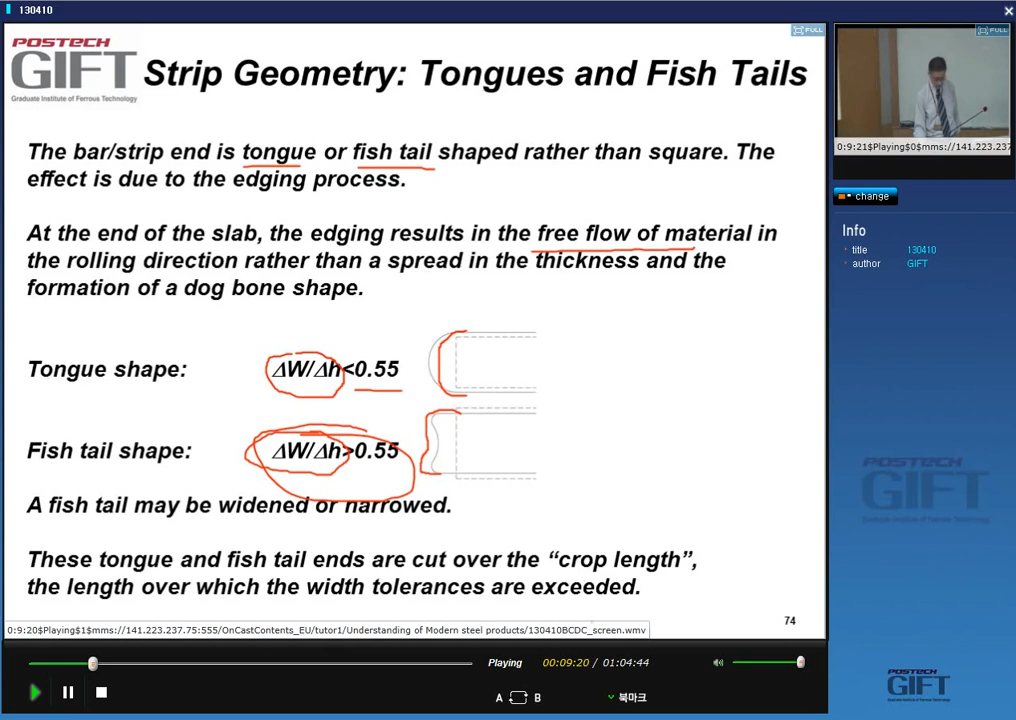 130410
POSTECH
GIFT
Graduate Institute of Ferrous Technology
Strip Geometry: Tongues and Fish Tails
The bar/strip end is tongue or fish tail shaped rather than square. The
effect is due to the edging process.
At the end of the slab, the edging results in the free flow of material in
the rolling direction rather than a spread in the thickness and the
formation of a dog bone shape.
Tongue shape: ΔW/Δh<0.55
Fish tail shape: ΔW/Δh>0.55
A fish tail may be widened or narrowed.
These tongue and fish tail ends are cut over the “crop length”,
the length over which the width tolerances are exceeded.
74
0:9:20$Playing$1$mms://141.223.237.75:555/OnCastContents_EU/tutor1/Understanding of Modern steel products/130410BCDC_screen.wmv
FULL
FULL
0:9:21$Playing$0$mms://141.223.237
change
Info
title 130410
author GIFT
POSTECH
GIFT
Playing 00:09:20 / 01:04:44
A B 북마크
POSTECH
GIFT